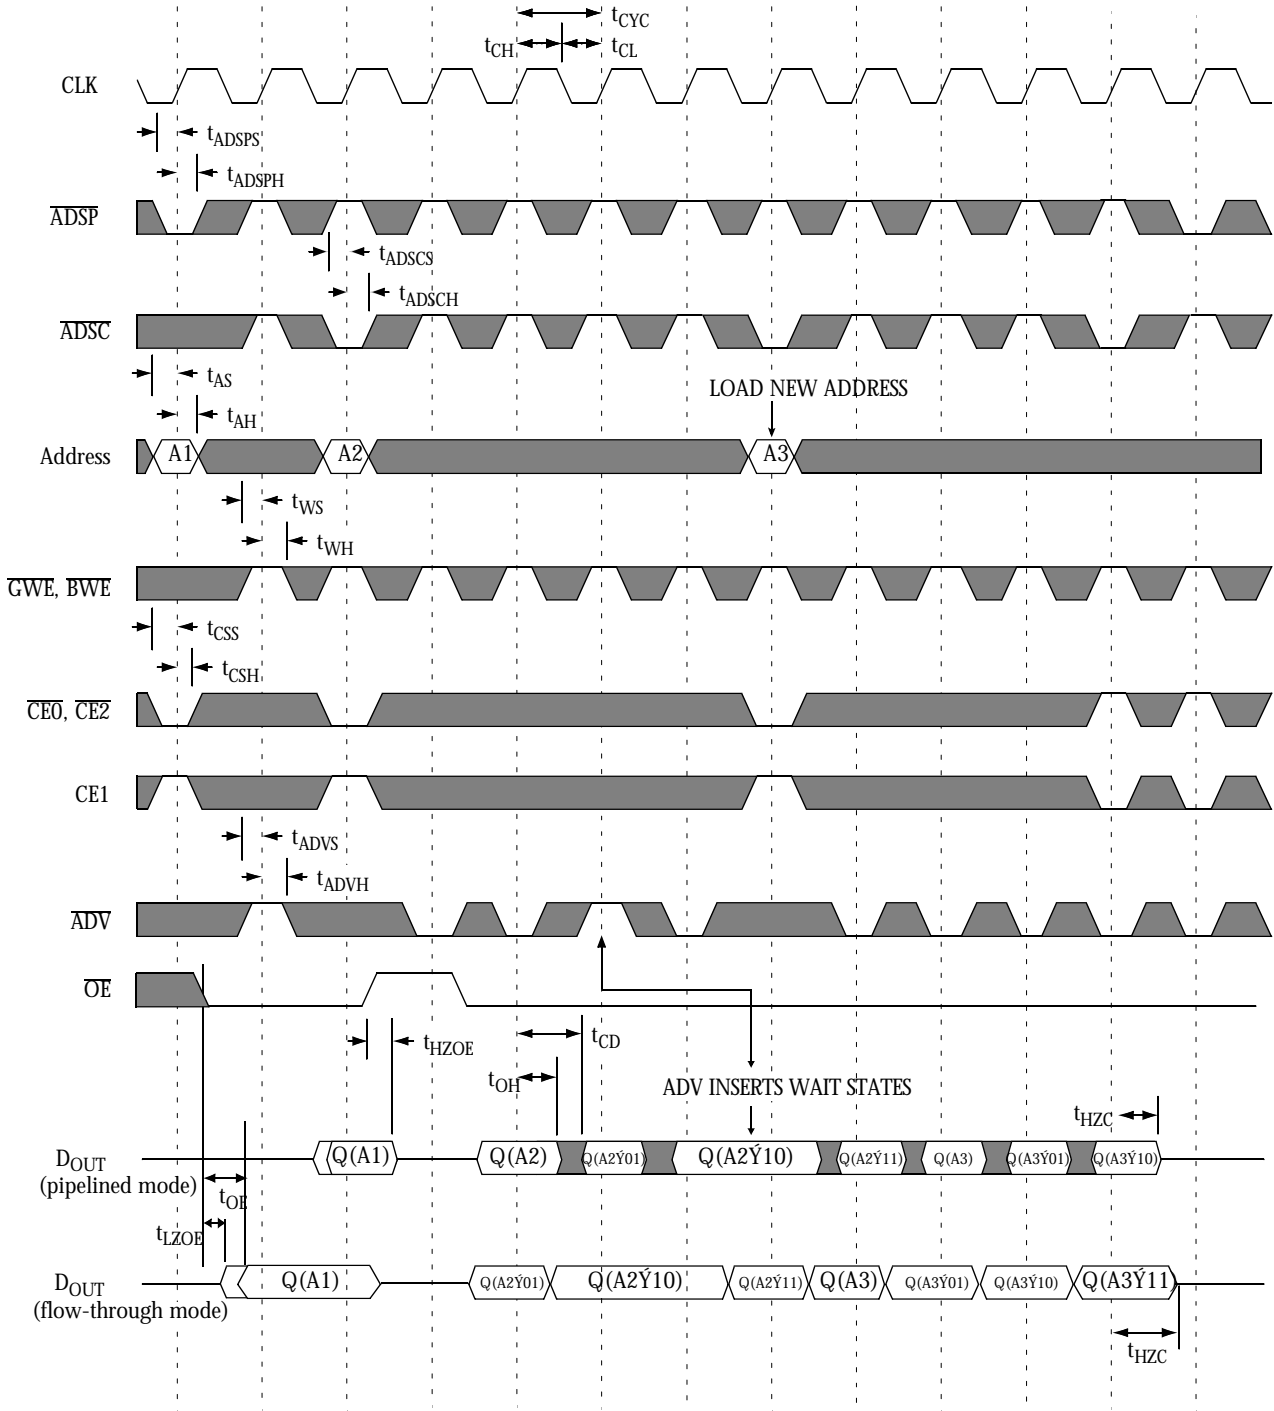 tCYC
tCH tCL
CLK
tADSPS
tADSPH
ADSP
tADSCS
tADSCH
ADSC
tAS
LOAD NEW ADDRESS
tAH
Address A1 A2 A3
tWS
tWH
GWE, BWE
tCSS
tCSH
CE0, CE2
CE1
tADVS
tADVH
ADV
OE
tHZOE tCD
tOH ADV INSERTS WAIT STATES
tHZC
DOUT Q(A1) Q(A2) Q(A2Ý01) Q(A2Ý10) Q(A2Ý11) Q(A3) Q(A3Ý01) Q(A3Ý10)
(pipelined mode) tOE
tLZOE
DOUT Q(A1) Q(A2Ý01) Q(A2Ý10) Q(A2Ý11) Q(A3) Q(A3Ý01) Q(A3Ý10) Q(A3Ý11)
(flow-through mode)
tHZC